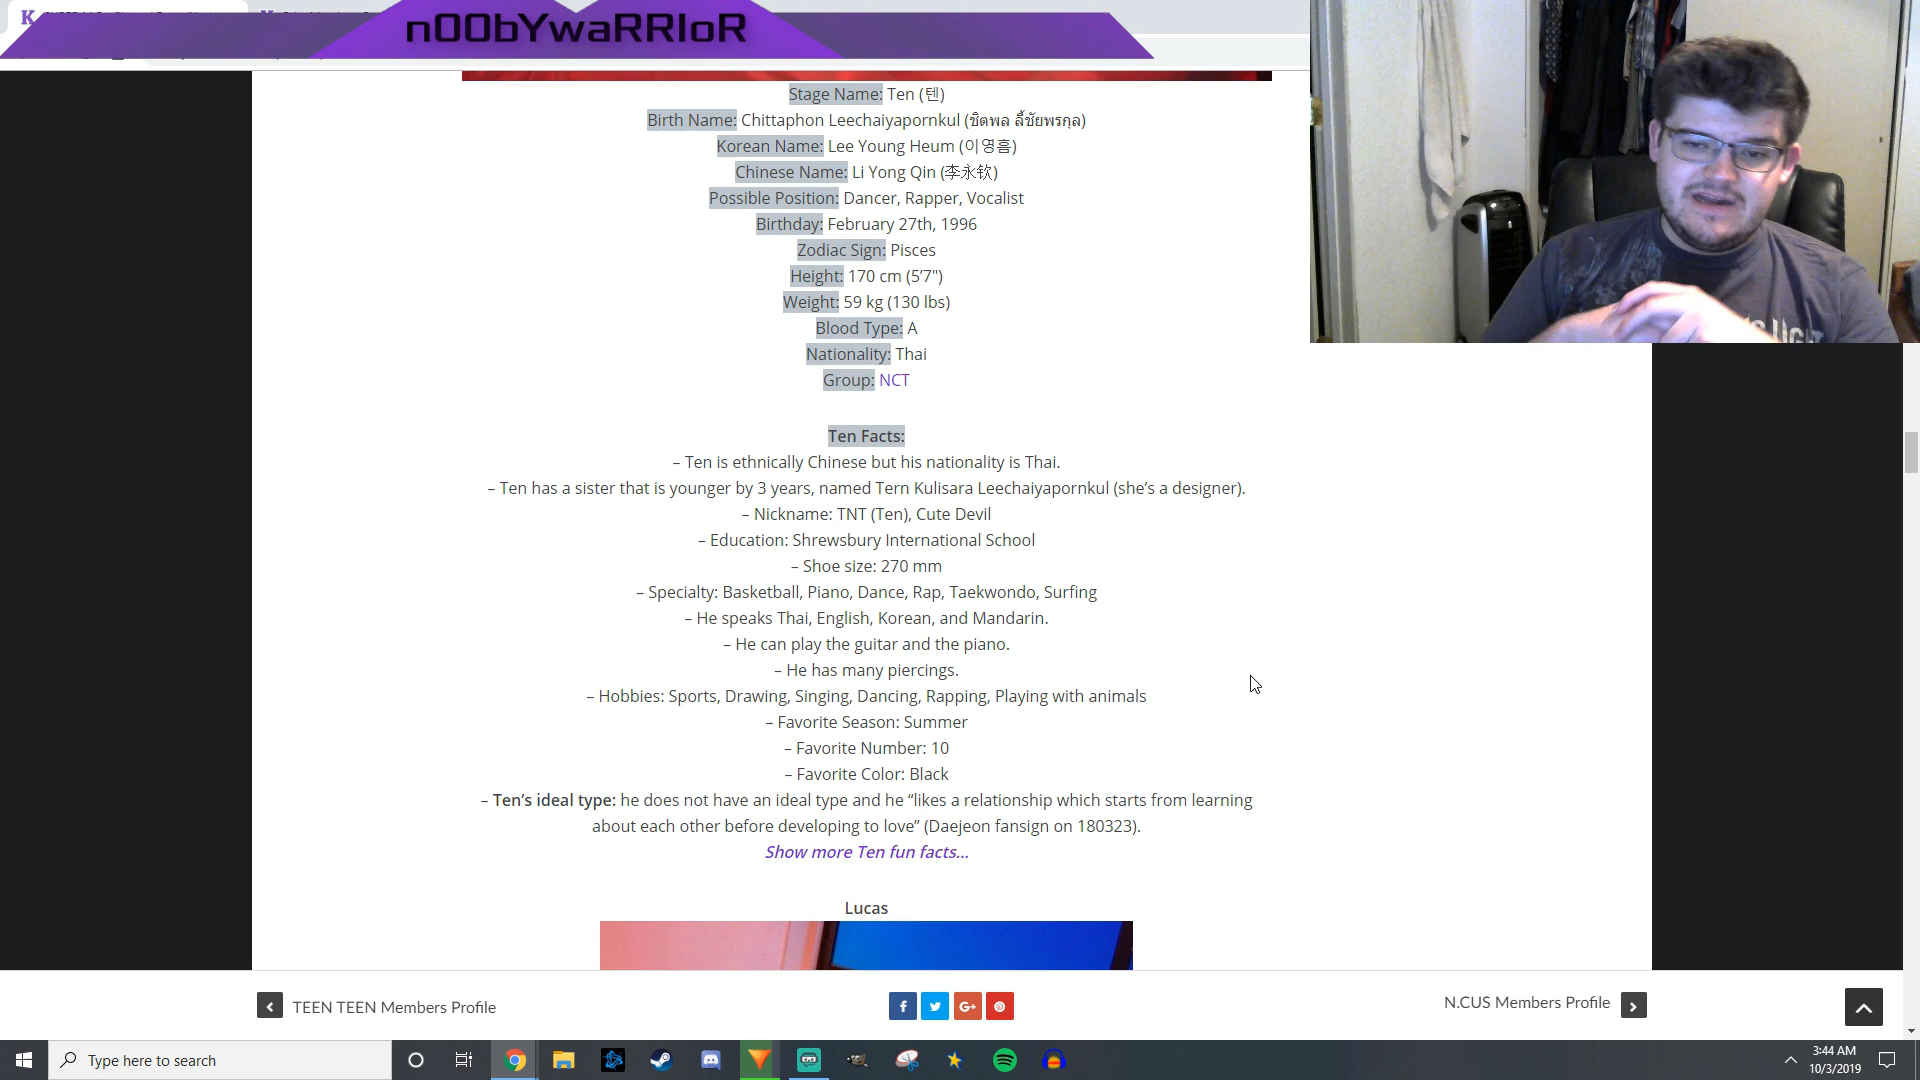 n00bYwaRRIoR
Stage Name: Ten (텐)
Birth Name: Chittaphon Leechaiyapornkul (ชิตพล ลี้ชัยพรกุล)
Korean Name: Lee Young Heum (이영흠)
Chinese Name: Li Yong Qin (李永钦)
Possible Position: Dancer, Rapper, Vocalist
Birthday: February 27th, 1996
Zodiac Sign: Pisces
Height: 170 cm (5’7")
Weight: 59 kg (130 lbs)
Blood Type: A
Nationality: Thai
Group: NCT
Ten Facts:
– Ten is ethnically Chinese but his nationality is Thai.
– Ten has a sister that is younger by 3 years, named Tern Kulisara Leechaiyapornkul (she’s a designer).
– Nickname: TNT (Ten), Cute Devil
– Education: Shrewsbury International School
– Shoe size: 270 mm
– Specialty: Basketball, Piano, Dance, Rap, Taekwondo, Surfing
– He speaks Thai, English, Korean, and Mandarin.
– He can play the guitar and the piano.
– He has many piercings.
– Hobbies: Sports, Drawing, Singing, Dancing, Rapping, Playing with animals
– Favorite Season: Summer
– Favorite Number: 10
– Favorite Color: Black
– Ten’s ideal type: he does not have an ideal type and he “likes a relationship which starts from learning
about each other before developing to love” (Daejeon fansign on 180323).
Show more Ten fun facts...
Lucas
TEEN TEEN Members Profile
N.CUS Members Profile
Type here to search
3:44 AM
10/3/2019